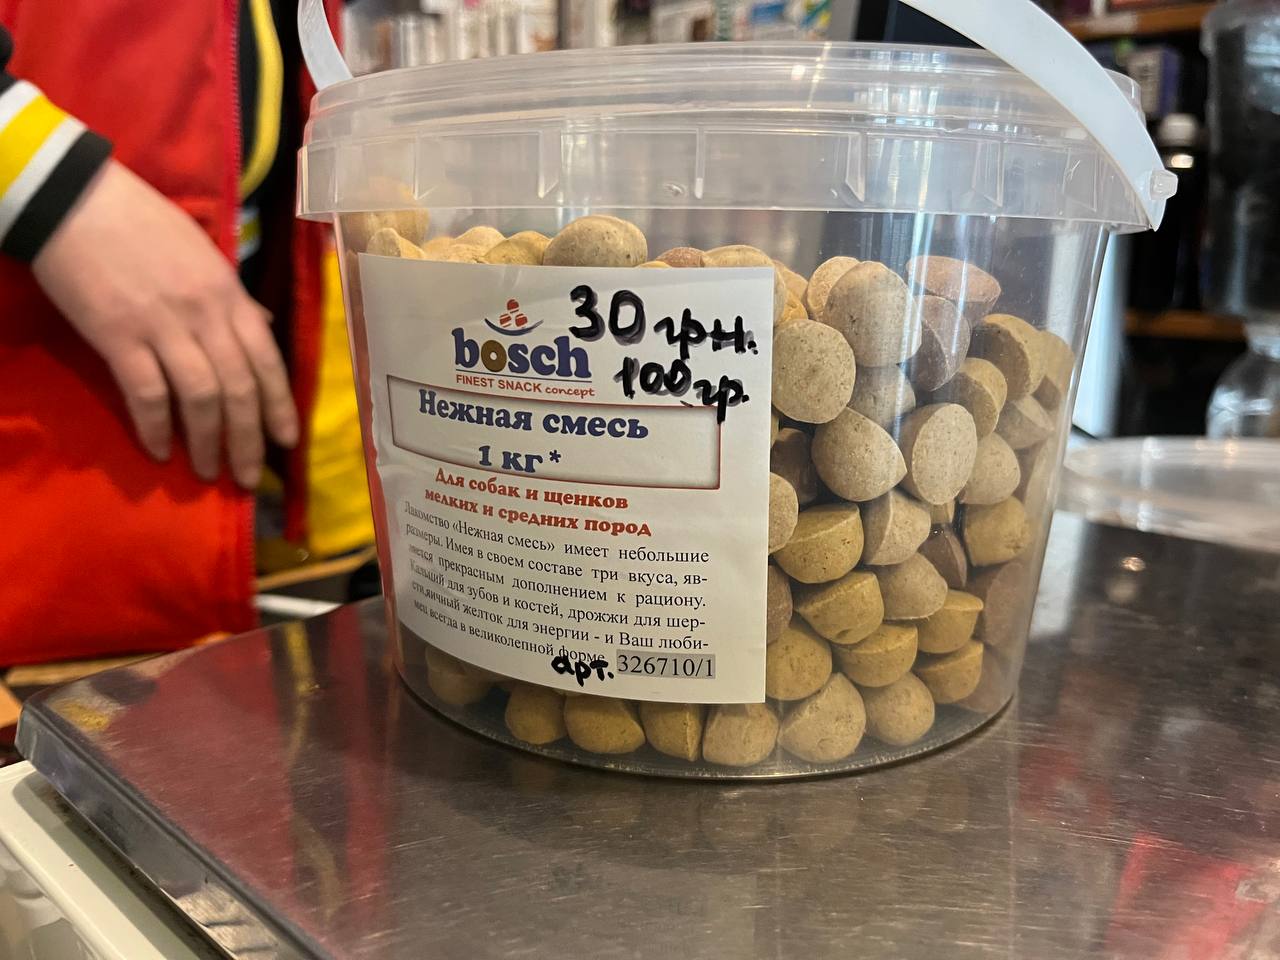 30 грн.
100 гр.
bosch
FINEST SNACK concept
Нежная смесь
1 кг*
Для собак и щенков
мелких и средних пород
Лакомство «Нежная смесь» имеет небольшие
размеры. Имея в своем составе три вкуса, яв-
ляется прекрасным дополнением к рациону.
Кальций для зубов и костей, дрожжи для шер-
сти,яичный желток для энергии - и Ваш люби-
мец всегда в великолепной форме.
арт. 326710/1